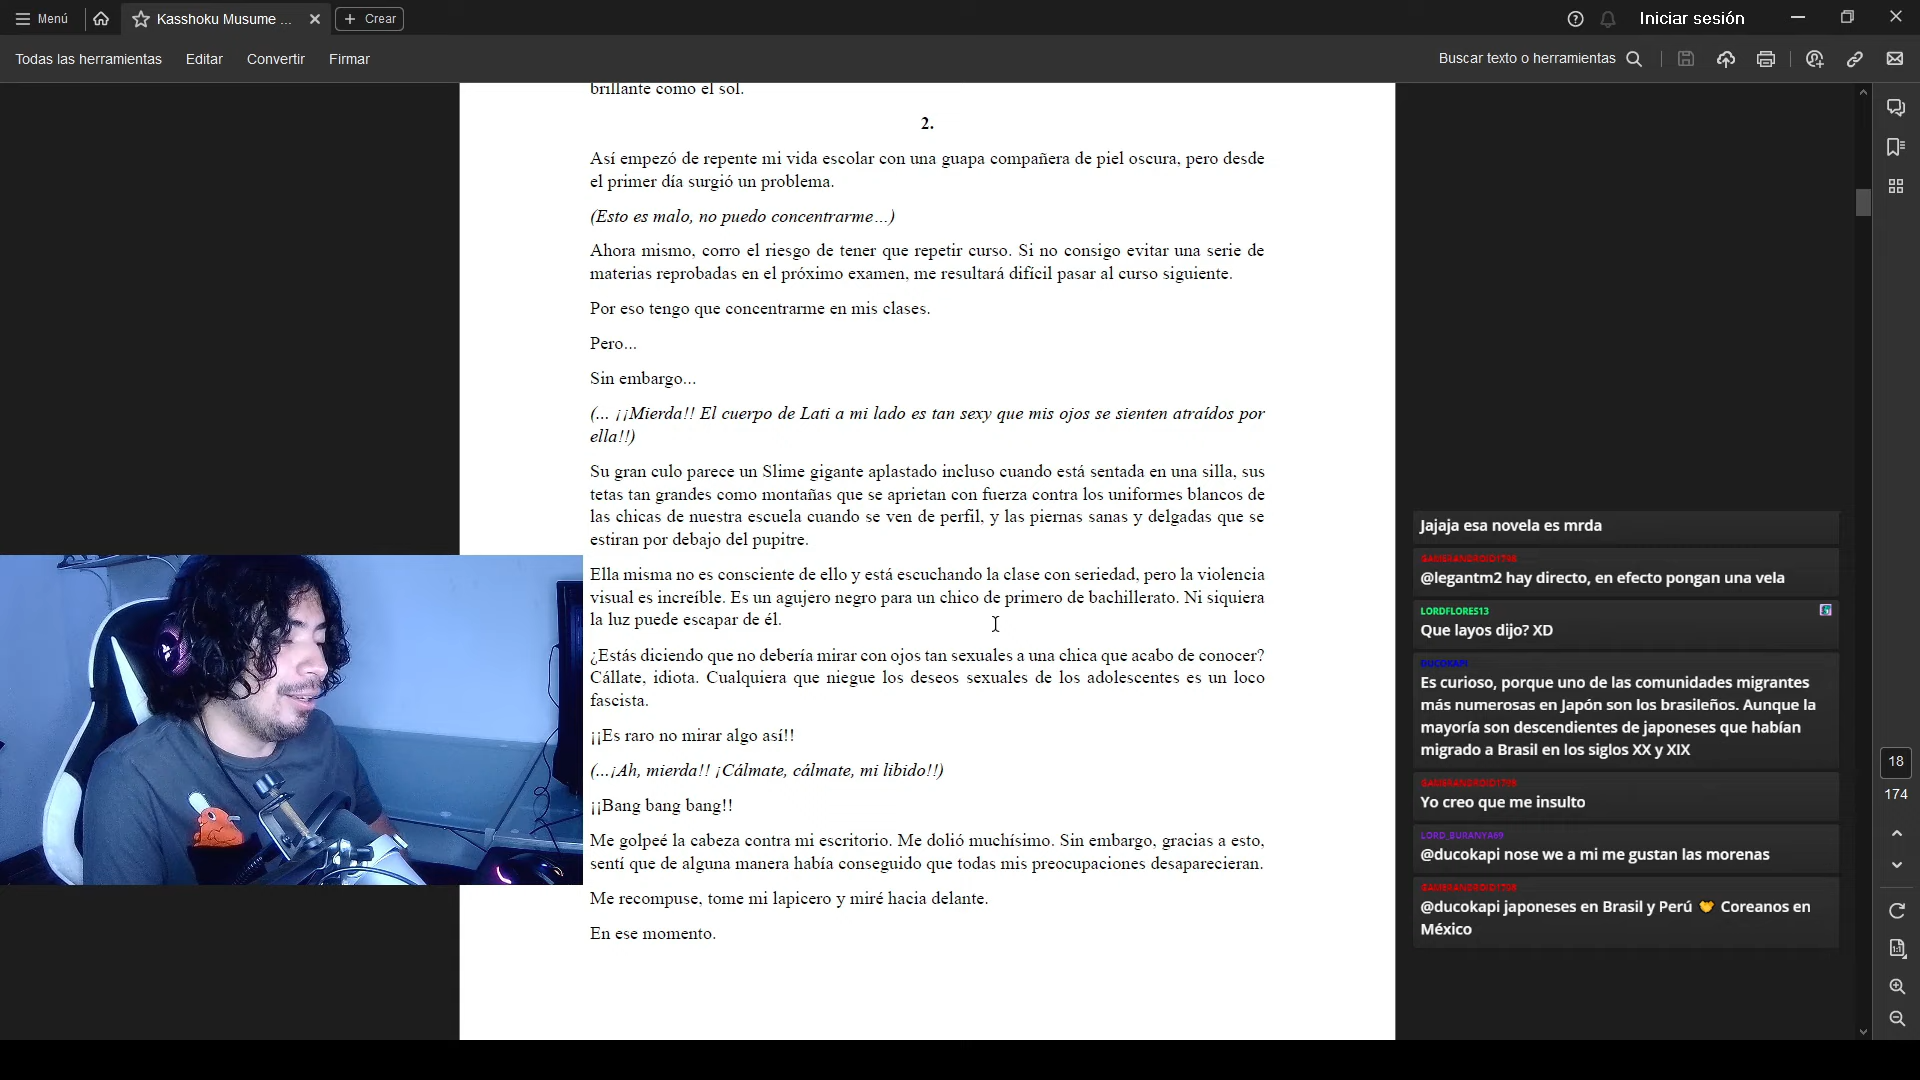 Menú
Kasshoku Musume ...
Crear
Iniciar sesión
Todas las herramientas
Editar
Convertir
Firmar
Buscar texto o herramientas
brillante como el sol.
2.
Así empezó de repente mi vida escolar con una guapa compañera de piel oscura, pero desde
el primer día surgió un problema.
(Esto es malo, no puedo concentrarme…)
Ahora mismo, corro el riesgo de tener que repetir curso. Si no consigo evitar una serie de
materias reprobadas en el próximo examen, me resultará difícil pasar al curso siguiente.
Por eso tengo que concentrarme en mis clases.
Pero...
Sin embargo...
(... ¡¡Mierda!! El cuerpo de Lati a mi lado es tan sexy que mis ojos se sienten atraídos por
ella!!)
Su gran culo parece un Slime gigante aplastado incluso cuando está sentada en una silla, sus
tetas tan grandes como montañas que se aprietan con fuerza contra los uniformes blancos de
las chicas de nuestra escuela cuando se ven de perfil, y las piernas sanas y delgadas que se
estiran por debajo del pupitre.
Ella misma no es consciente de ello y está escuchando la clase con seriedad, pero la violencia
visual es increíble. Es un agujero negro para un chico de primero de bachillerato. Ni siquiera
la luz puede escapar de él.
¿Estás diciendo que no debería mirar con ojos tan sexuales a una chica que acabo de conocer?
Cállate, idiota. Cualquiera que niegue los deseos sexuales de los adolescentes es un loco
fascista.
¡¡Es raro no mirar algo así!!
(...¡Ah, mierda!! ¡Cálmate, cálmate, mi libido!!)
¡¡Bang bang bang!!
Me golpeé la cabeza contra mi escritorio. Me dolió muchísimo. Sin embargo, gracias a esto,
sentí que de alguna manera había conseguido que todas mis preocupaciones desaparecieran.
Me recompuse, tome mi lapicero y miré hacia delante.
En ese momento.
Jajaja esa novela es mrda
@legantm2 hay directo, en efecto pongan una vela
LORDFLORES13
Que layos dijo? XD
DUCOKAPI
Es curioso, porque uno de las comunidades migrantes
más numerosas en Japón son los brasileños. Aunque la
mayoría son descendientes de japoneses que habían
migrado a Brasil en los siglos XX y XIX
Yo creo que me insulto
LORD_BURANYA69
@ducokapi nose we a mi me gustan las morenas
@ducokapi japoneses en Brasil y Perú 🤝 Coreanos en
México
18
174